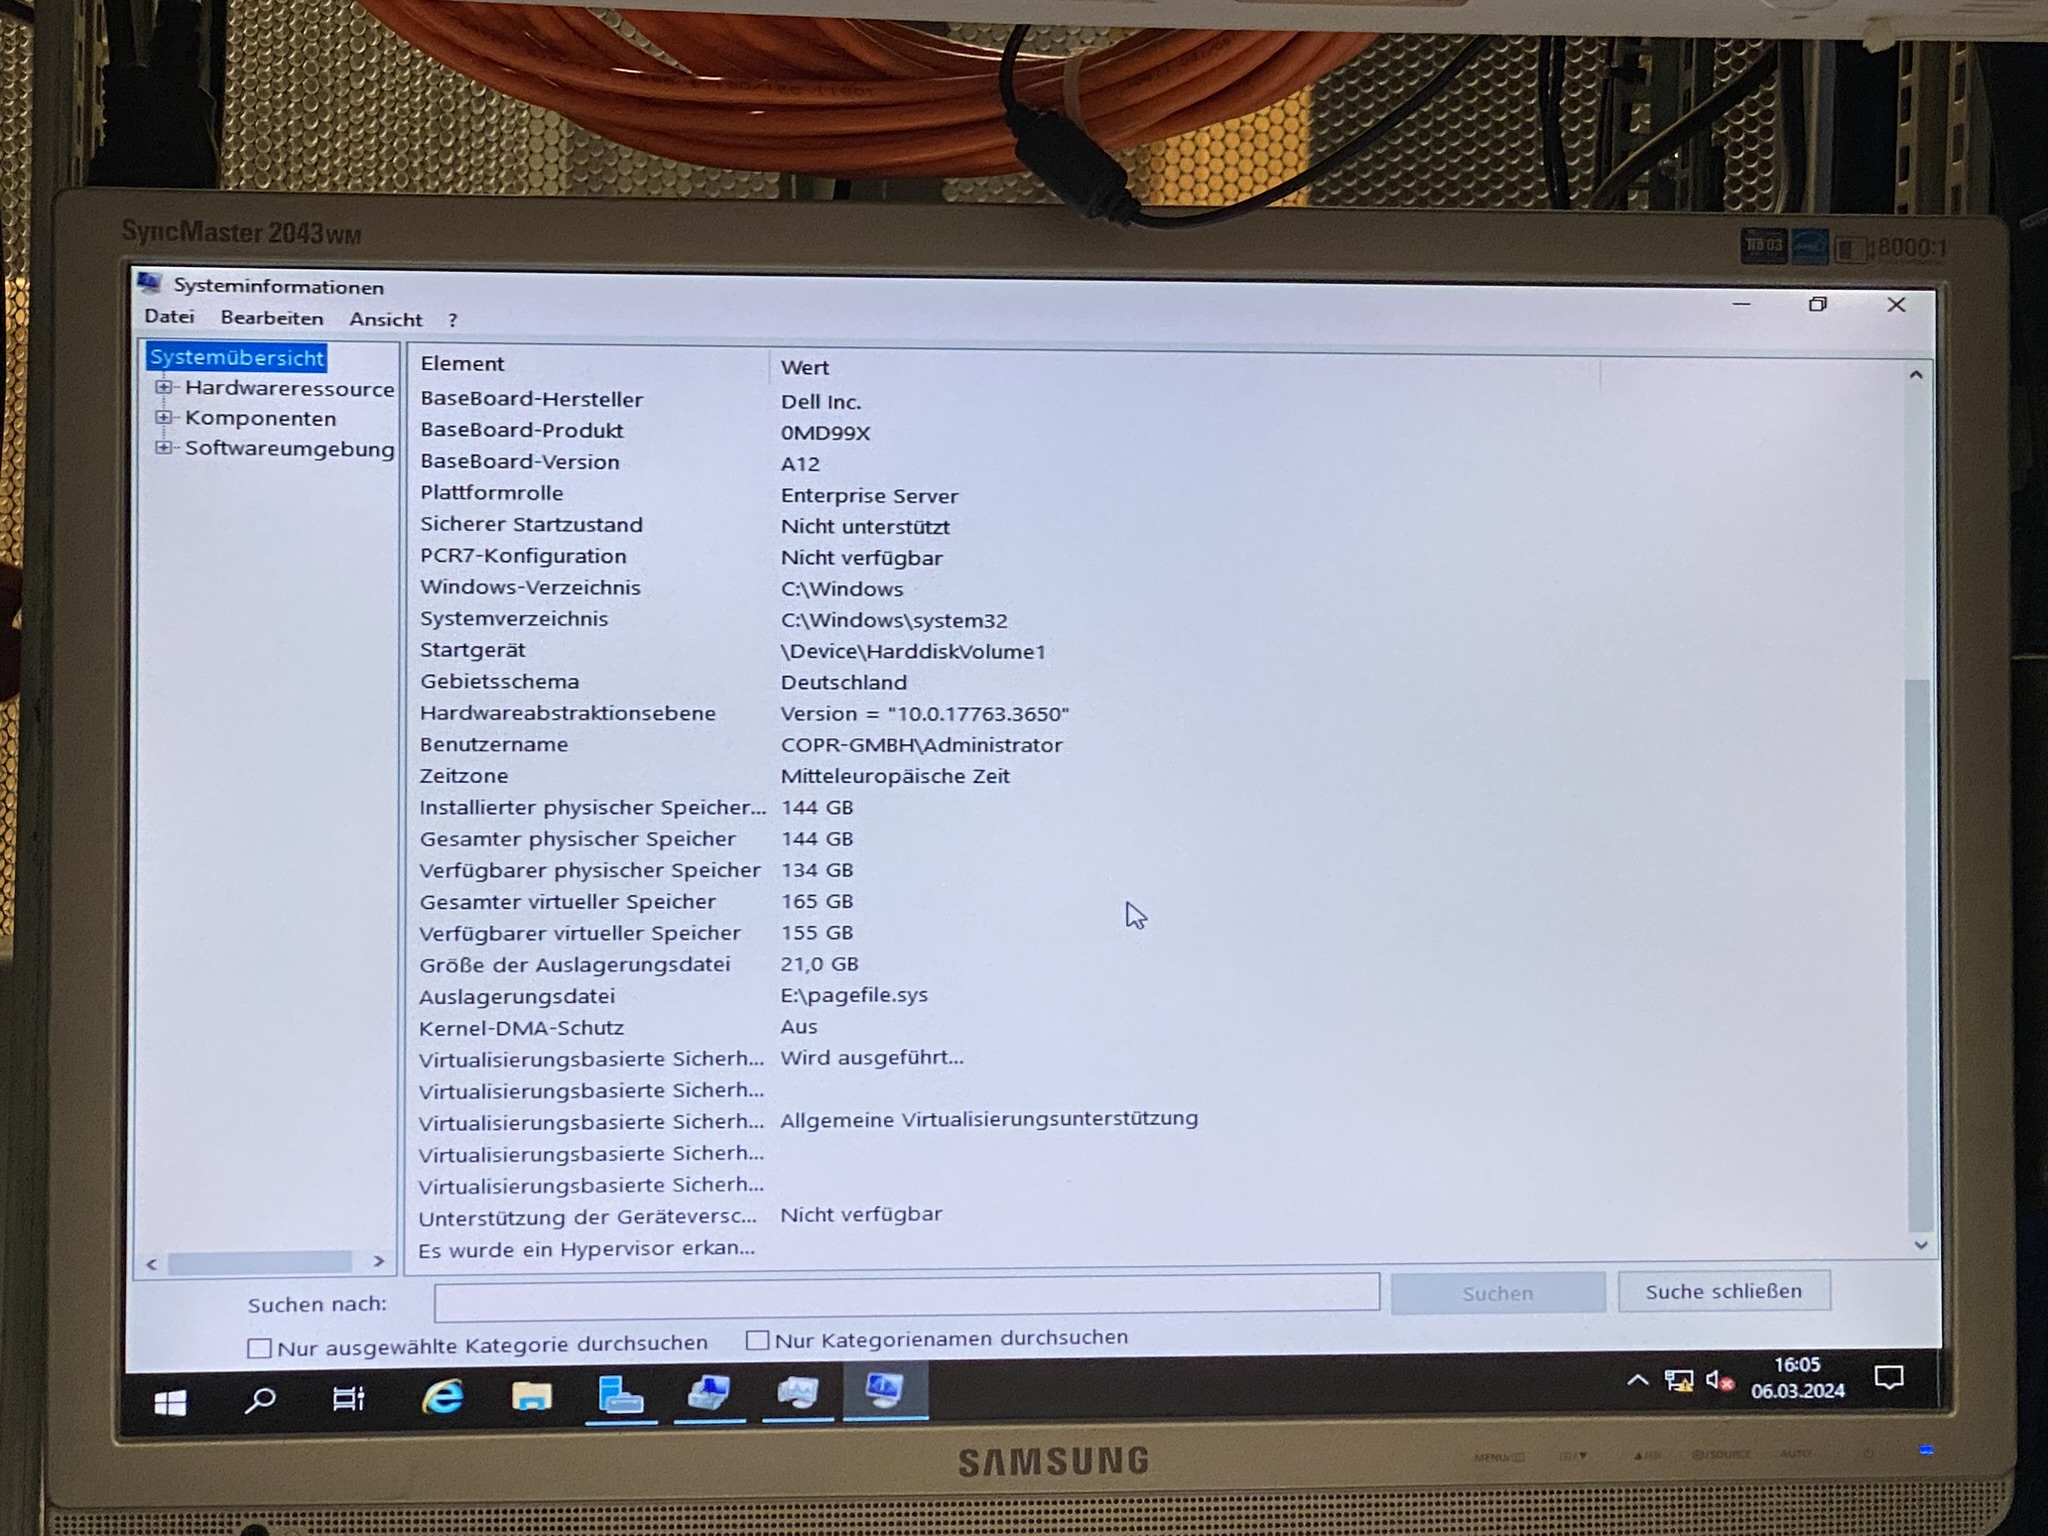 SyncMaster 2043WM
8000:1
Systeminformationen
Datei Bearbeiten Ansicht ?
Systemübersicht
Hardwareressource
Komponenten
Softwareumgebung
Element Wert
BaseBoard-Hersteller Dell Inc.
BaseBoard-Produkt 0MD99X
BaseBoard-Version A12
Plattformrolle Enterprise Server
Sicherer Startzustand Nicht unterstützt
PCR7-Konfiguration Nicht verfügbar
Windows-Verzeichnis C:\Windows
Systemverzeichnis C:\Windows\system32
Startgerät \Device\HarddiskVolume1
Gebietsschema Deutschland
Hardwareabstraktionsebene Version = "10.0.17763.3650"
Benutzername COPR-GMBH\Administrator
Zeitzone Mitteleuropäische Zeit
Installierter physischer Speicher... 144 GB
Gesamter physischer Speicher 144 GB
Verfügbarer physischer Speicher 134 GB
Gesamter virtueller Speicher 165 GB
Verfügbarer virtueller Speicher 155 GB
Größe der Auslagerungsdatei 21,0 GB
Auslagerungsdatei E:\pagefile.sys
Kernel-DMA-Schutz Aus
Virtualisierungsbasierte Sicherh... Wird ausgeführt...
Virtualisierungsbasierte Sicherh...
Virtualisierungsbasierte Sicherh... Allgemeine Virtualisierungsunterstützung
Virtualisierungsbasierte Sicherh...
Virtualisierungsbasierte Sicherh...
Unterstützung der Geräteversc... Nicht verfügbar
Es wurde ein Hypervisor erkan...
Suchen nach: Suchen Suche schließen
Nur ausgewählte Kategorie durchsuchen Nur Kategorienamen durchsuchen
16:05
06.03.2024
SAMSUNG
MENU SOURCE AUTO